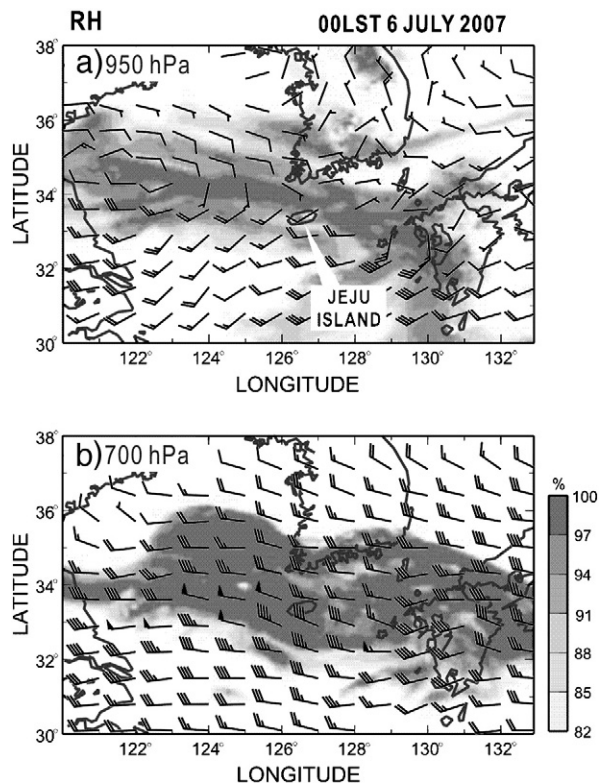 RH 00LST 6 JULY 2007
a) 950 hPa
38°
36°
34°
32°
30°
LATITUDE
JEJU
ISLAND
122° 124° 126° 128° 130° 132°
LONGITUDE
b) 700 hPa
38°
36°
34°
32°
30°
LATITUDE
122° 124° 126° 128° 130° 132°
LONGITUDE
%
100
97
94
91
88
85
82